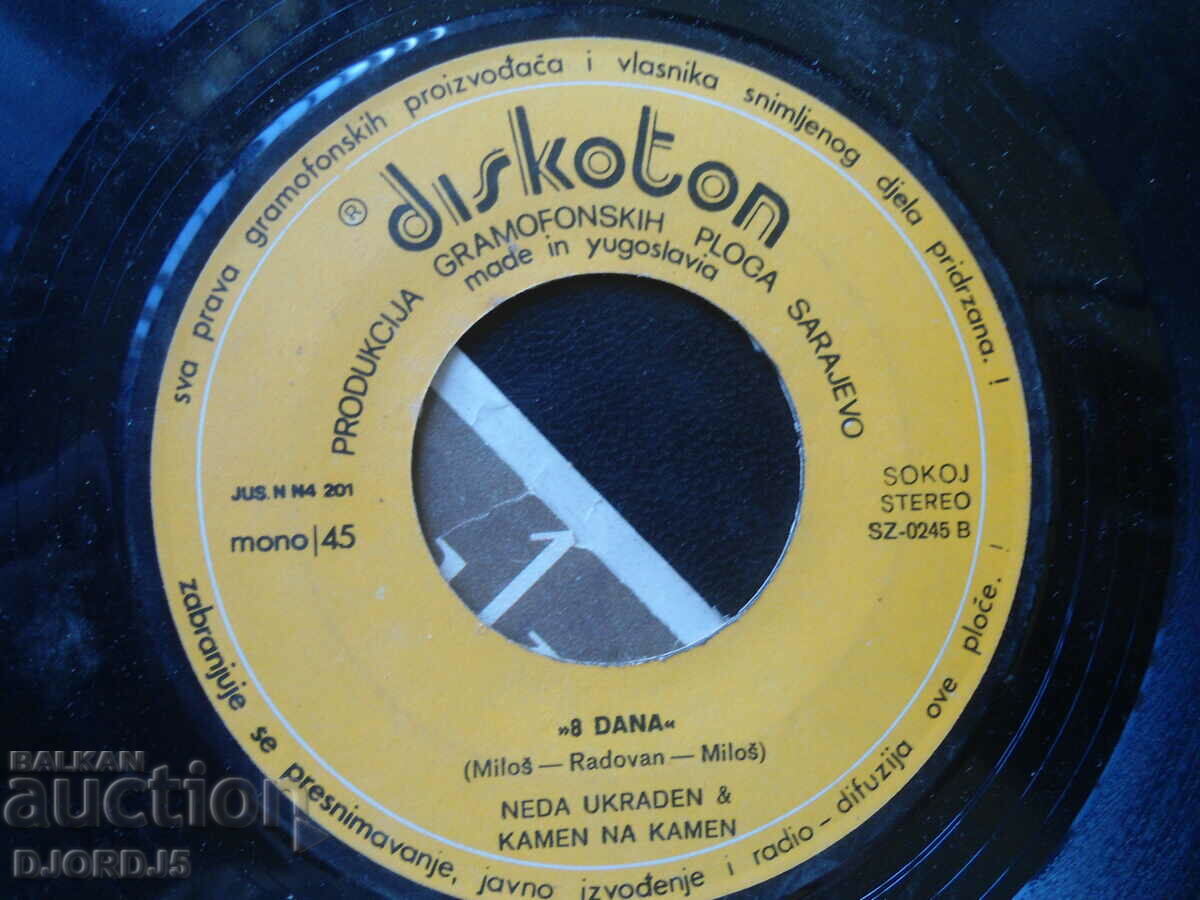 sva prava gramofonskih proizvođača i vlasnika snimljenog djela pridrzana. !
® diskoton
PRODUKCIJA GRAMOFONSKIH PLOCA SARAJEVO
made in yugoslavia
JUS. N N4 201
mono|45
SOKOJ
STEREO
SZ-0245 B
»8 DANA«
(Miloš — Radovan — Miloš)
NEDA UKRADEN &
KAMEN NA KAMEN
zabranjuje se presnimavanje, javno izvođenje i radio - difuzija ove ploće. !
BALKAN
auction
DJORDJ5